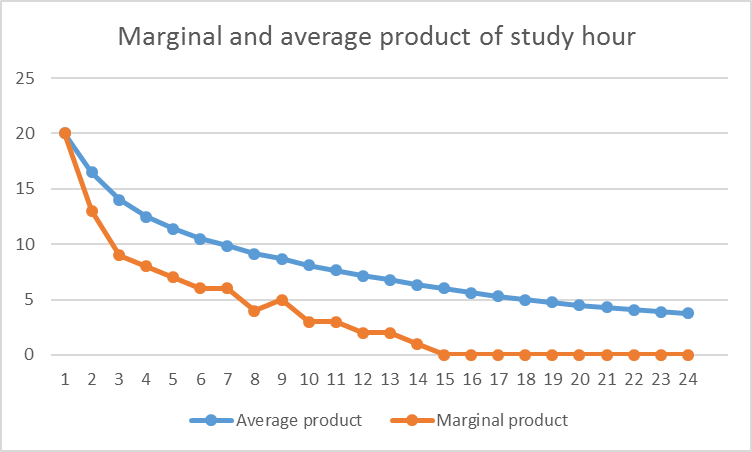 Marginal and average product of study hour
25
20
15
10
5
0
1 2 3 4 5 6 7 8 9 10 11 12 13 14 15 16 17 18 19 20 21 22 23 24
Average product Marginal product